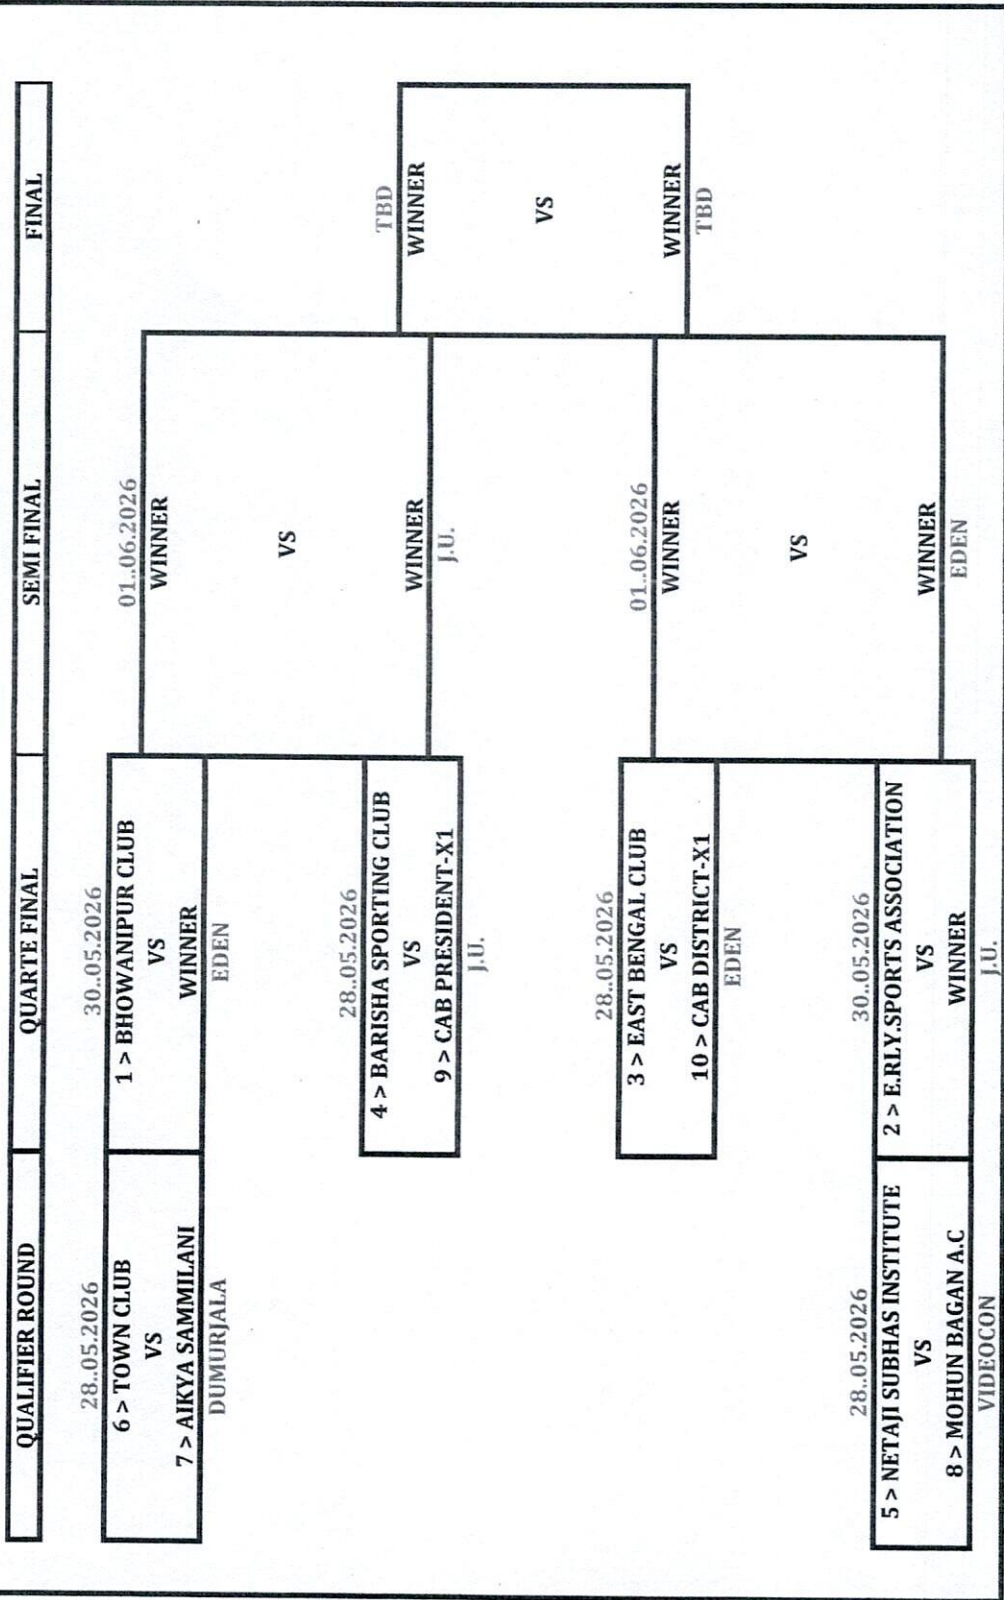 QUALIFIER ROUND
QUARTE FINAL
SEMI FINAL
FINAL
28..05.2026
6 > TOWN CLUB
VS
7 > AIKYA SAMMILANI
DUMURJALA
28..05.2026
5 > NETAJI SUBHAS INSTITUTE
VS
8 > MOHUN BAGAN A.C
VIDEOCON
30..05.2026
1 > BHOWANIPUR CLUB
VS
WINNER
EDEN
28..05.2026
4 > BARISHA SPORTING CLUB
VS
9 > CAB PRESIDENT-X1
J.U.
28..05.2026
3 > EAST BENGAL CLUB
VS
10 > CAB DISTRICT-X1
EDEN
30..05.2026
2 > E.RLY.SPORTS ASSOCIATION
VS
WINNER
J.U.
01..06.2026
WINNER
VS
WINNER
J.U.
01..06.2026
WINNER
VS
WINNER
EDEN
TBD
WINNER
VS
WINNER
TBD